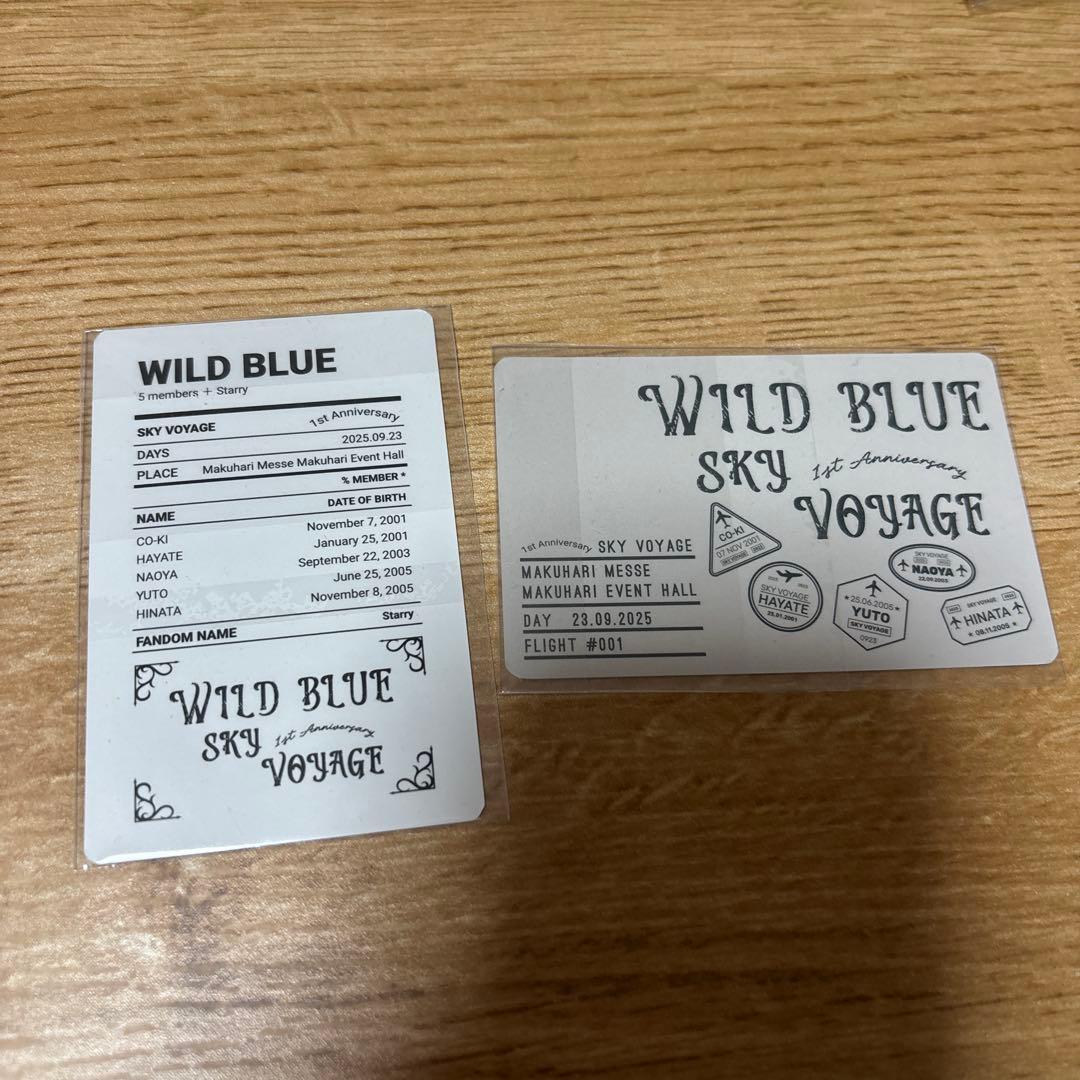 WILD BLUE
5 members + Starry
SKY VOYAGE 1st Anniversary
DAYS 2025.09.23
PLACE Makuhari Messe Makuhari Event Hall
% MEMBER *
NAME DATE OF BIRTH
CO-KI November 7, 2001
HAYATE January 25, 2001
NAOYA September 22, 2003
YUTO June 25, 2005
HINATA November 8, 2005
FANDOM NAME Starry
WILD BLUE
SKY 1st Anniversary
VOYAGE
WILD BLUE
SKY 1st Anniversary
VOYAGE
1st Anniversary SKY VOYAGE
MAKUHARI MESSE
MAKUHARI EVENT HALL
DAY 23.09.2025
FLIGHT #001
CO-KI
07 NOV 2001
SKY VOYAGE
SKY VOYAGE
HAYATE
25.01.2001
★ 25.06.2005 ★
YUTO
SKY VOYAGE
0923
SKY VOYAGE
NAOYA
22.09.2003
SKY VOYAGE
HINATA
★ 08.11.2005 ★